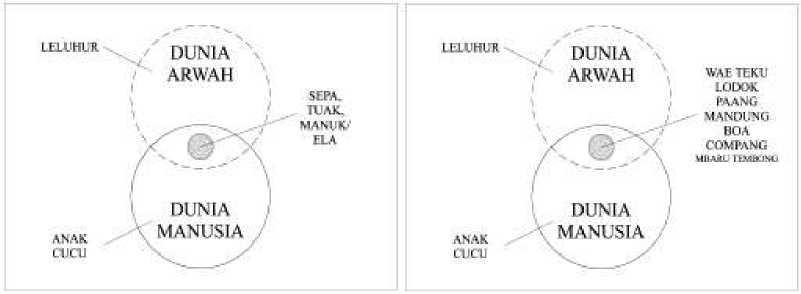 LELUHUR
DUNIA
ARWAH
SEPA,
TUAK,
MANUK/
ELA
DUNIA
MANUSIA
ANAK
CUCU
LELUHUR
DUNIA
ARWAH
WAE TEKU
LODOK
PAANG
MANDUNG
BOA
COMPANG
MBARU TEMBONG
DUNIA
MANUSIA
ANAK
CUCU